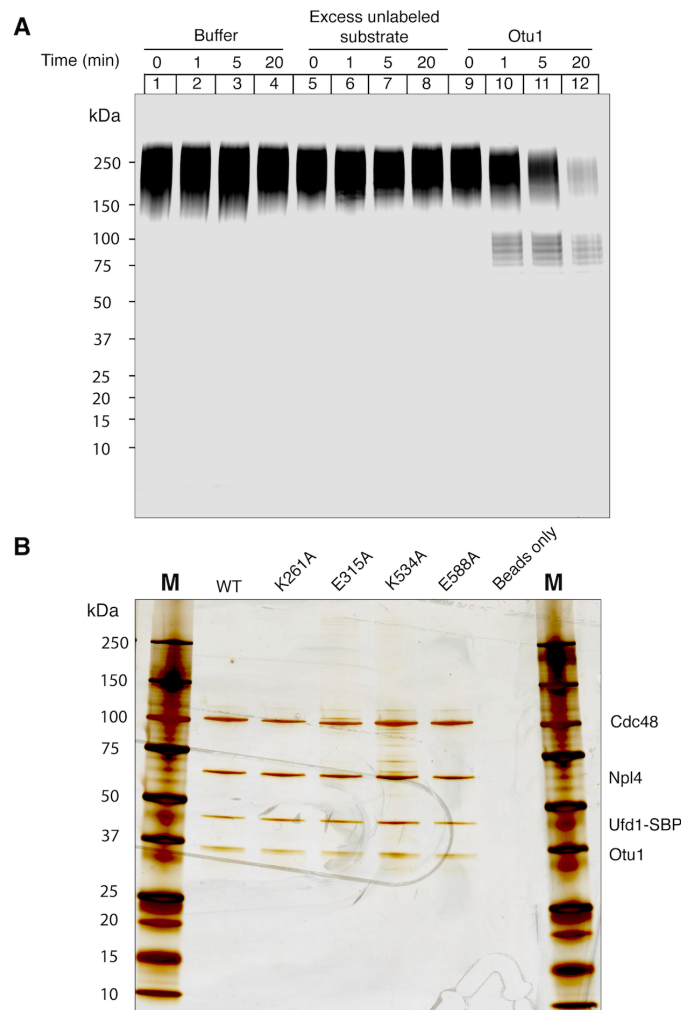 A
Buffer
Excess unlabeled
substrate
Otu1
Time (min) 0 1 5 20 0 1 5 20 0 1 5 20
1 2 3 4 5 6 7 8 9 10 11 12
kDa
250
150
100
75
50
37
25
20
15
10
B
M WT K261A E315A K534A E588A Beads only M
kDa
250
150
100 Cdc48
75
Npl4
50
Ufd1-SBP
37
Otu1
25
20
15
10